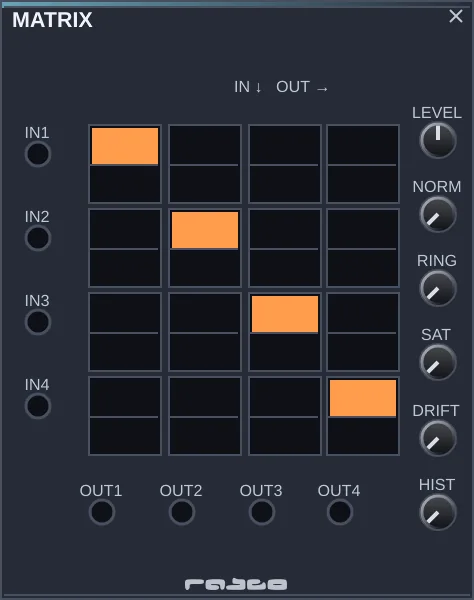 MATRIX
IN ↓ OUT →
LEVEL
IN1
NORM
IN2
RING
IN3
SAT
IN4
DRIFT
HIST
OUT1 OUT2 OUT3 OUT4